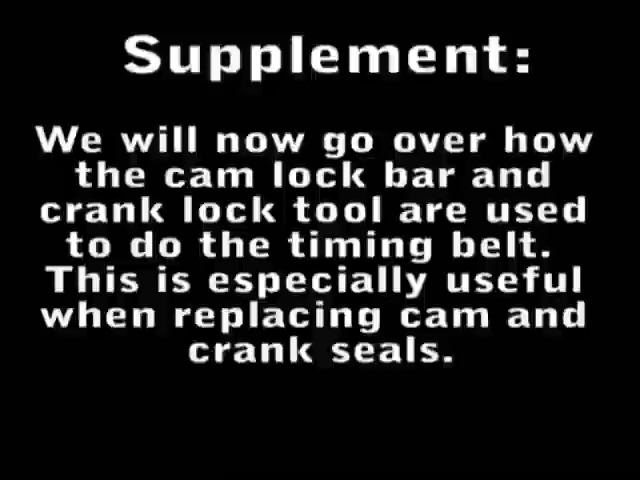 Supplement:
We will now go over how
the cam lock bar and
crank lock tool are used
to do the timing belt.
This is especially useful
when replacing cam and
crank seals.